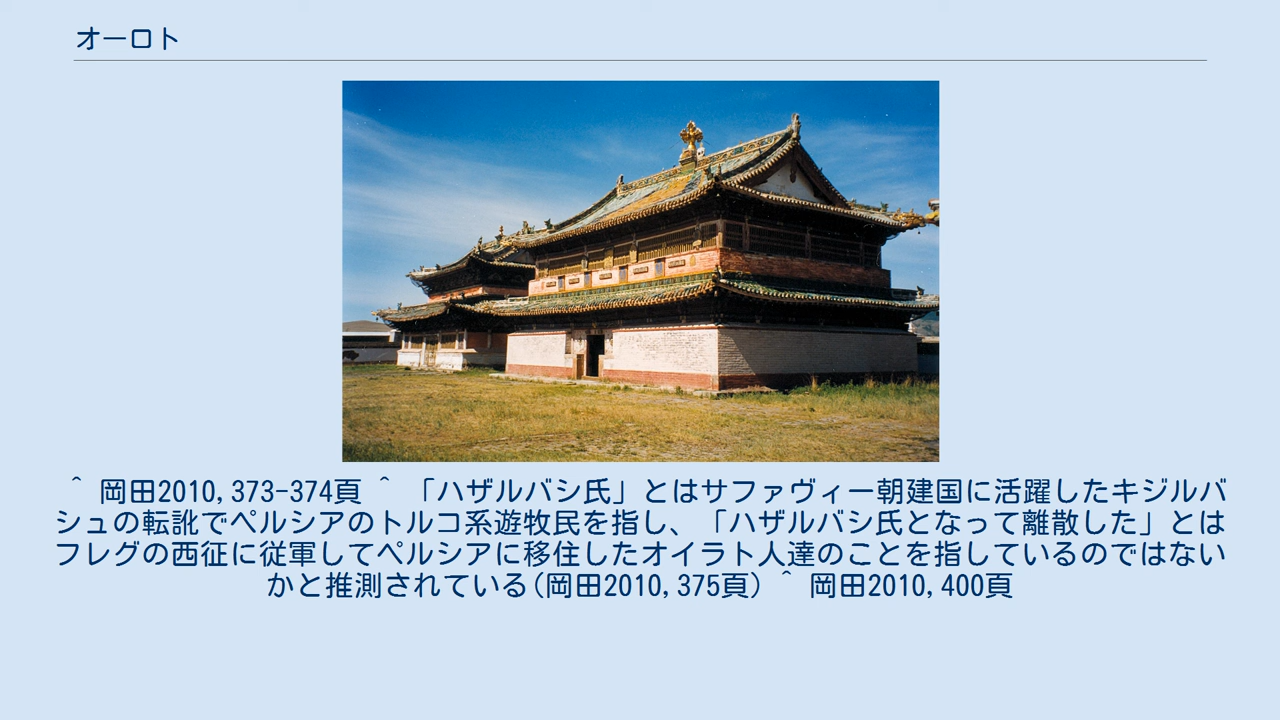 オーロト
^ 岡田2010,373-374頁 ^ 「ハザルバシ氏」とはサファヴィー朝建国に活躍したキジルバ
シュの転訛でペルシアのトルコ系遊牧民を指し、「ハザルバシ氏となって離散した」とは
フレグの西征に従軍してペルシアに移住したオイラト人達のことを指しているのではない
かと推測されている(岡田2010,375頁) ^ 岡田2010,400頁